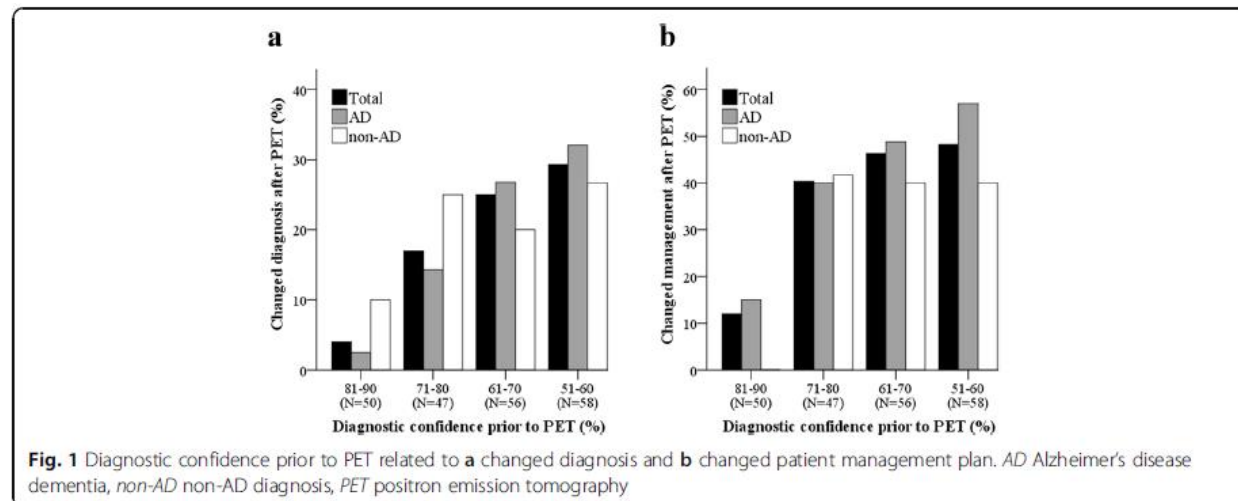 a
Changed diagnosis after PET (%)
40
30
20
10
0
Total
AD
non-AD
81-90 71-80 61-70 51-60
(N=50) (N=47) (N=56) (N=58)
Diagnostic confidence prior to PET (%)
b
Changed management after PET (%)
60
50
40
30
20
10
0
Total
AD
non-AD
81-90 71-80 61-70 51-60
(N=50) (N=47) (N=56) (N=58)
Diagnostic confidence prior to PET (%)
Fig. 1 Diagnostic confidence prior to PET related to a changed diagnosis and b changed patient management plan. AD Alzheimer's disease
dementia, non-AD non-AD diagnosis, PET positron emission tomography